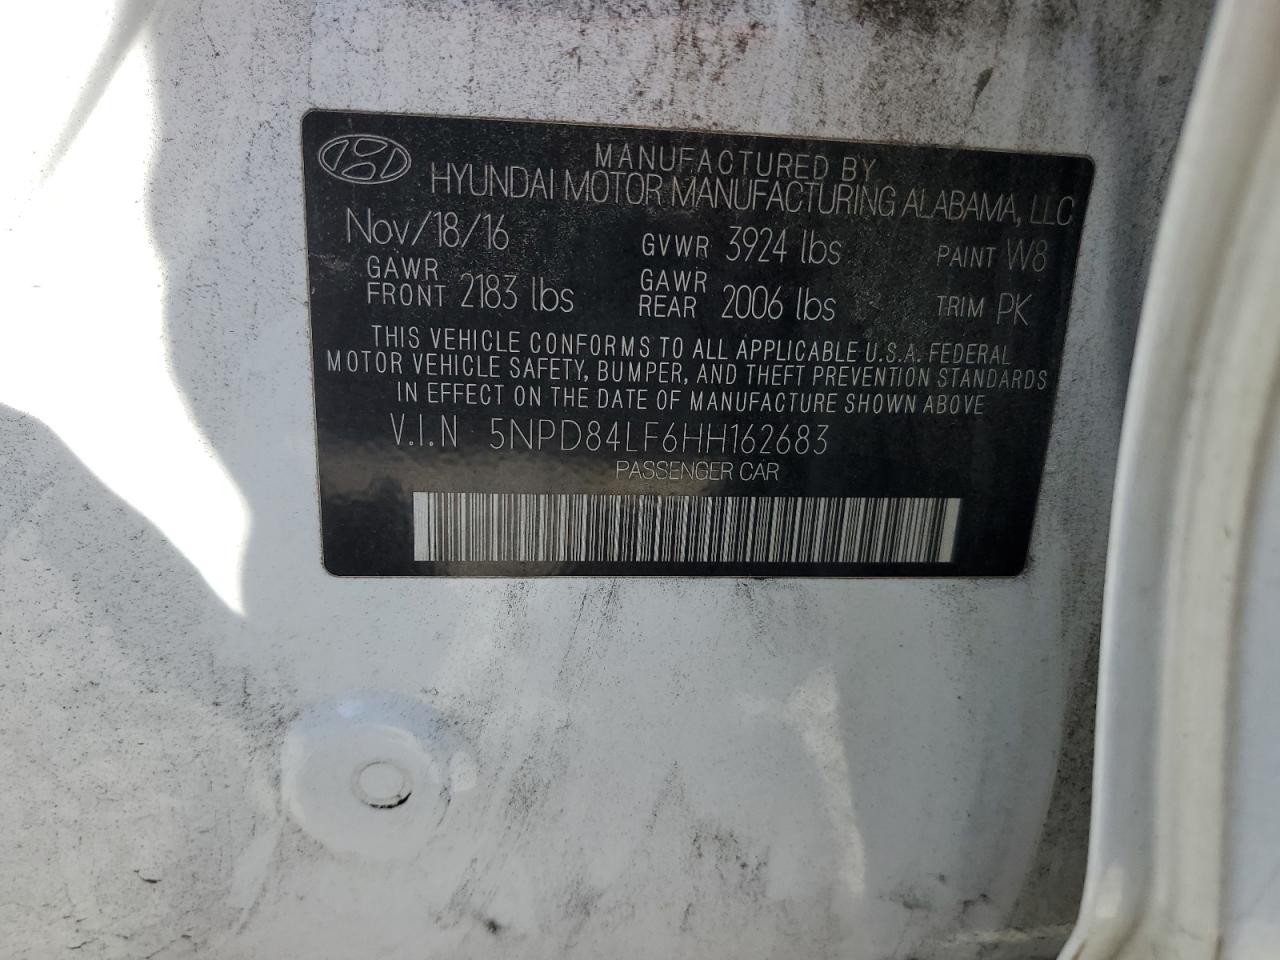 MANUFACTURED BY
HYUNDAI MOTOR MANUFACTURING ALABAMA, LLC
Nov/18/16 GVWR 3924 lbs PAINT W8
GAWR FRONT 2183 lbs GAWR REAR 2006 lbs TRIM PK
THIS VEHICLE CONFORMS TO ALL APPLICABLE U.S.A. FEDERAL
MOTOR VEHICLE SAFETY, BUMPER, AND THEFT PREVENTION STANDARDS
IN EFFECT ON THE DATE OF MANUFACTURE SHOWN ABOVE
V.I.N 5NPD84LF6HH162683
PASSENGER CAR